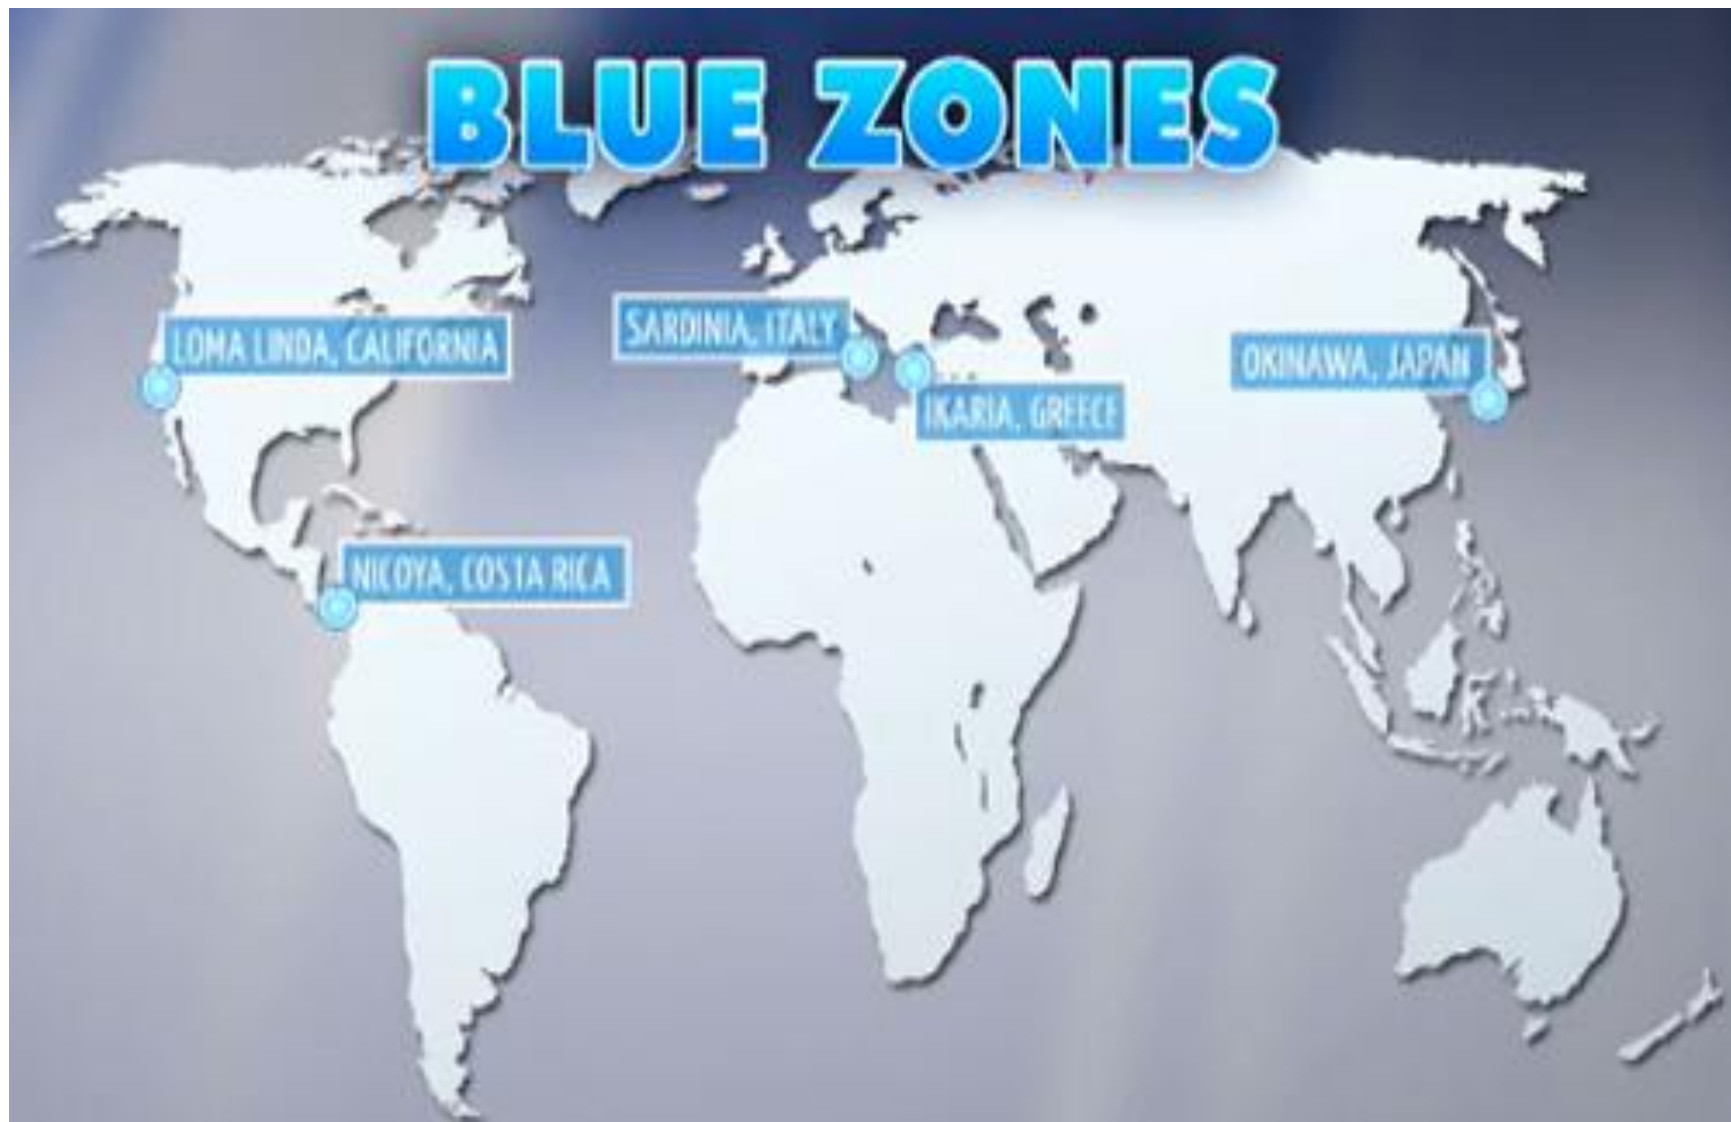 BLUE ZONES
LOMA LINDA, CALIFORNIA
SARDINIA, ITALY
OKINAWA, JAPAN
IKARIA, GREECE
NICOYA, COSTA RICA